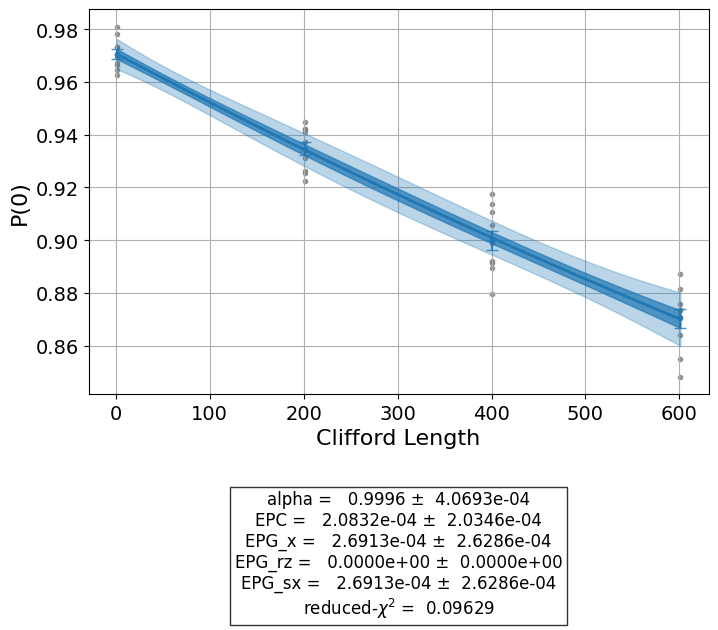 0.98
0.96
0.94
0.92
0.90
0.88
0.86
P(0)
0 100 200 300 400 500 600
Clifford Length
alpha = 0.9996 ± 4.0693e-04
EPC = 2.0832e-04 ± 2.0346e-04
EPG_x = 2.6913e-04 ± 2.6286e-04
EPG_rz = 0.0000e+00 ± 0.0000e+00
EPG_sx = 2.6913e-04 ± 2.6286e-04
reduced-χ² = 0.09629